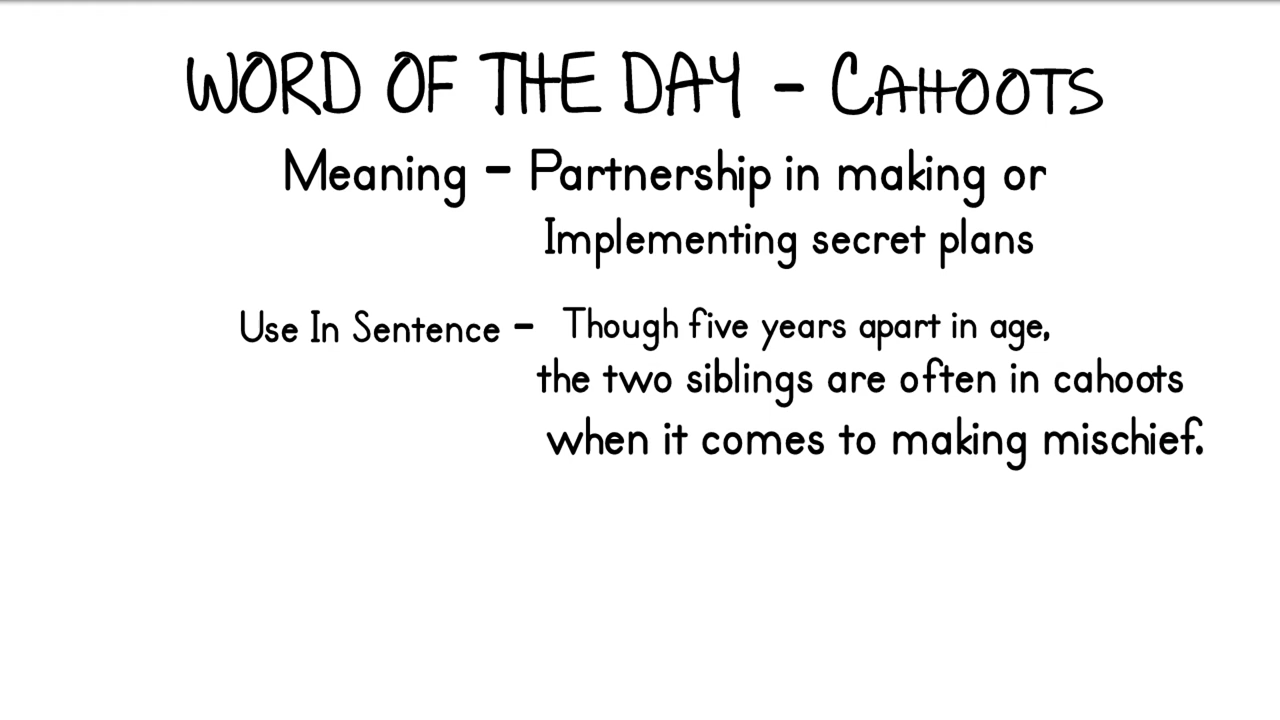 WORD OF THE DAY - CAHOOTS
Meaning - Partnership in making or
Implementing secret plans
Use In Sentence - Though five years apart in age,
the two siblings are often in cahoots
when it comes to making mischief.